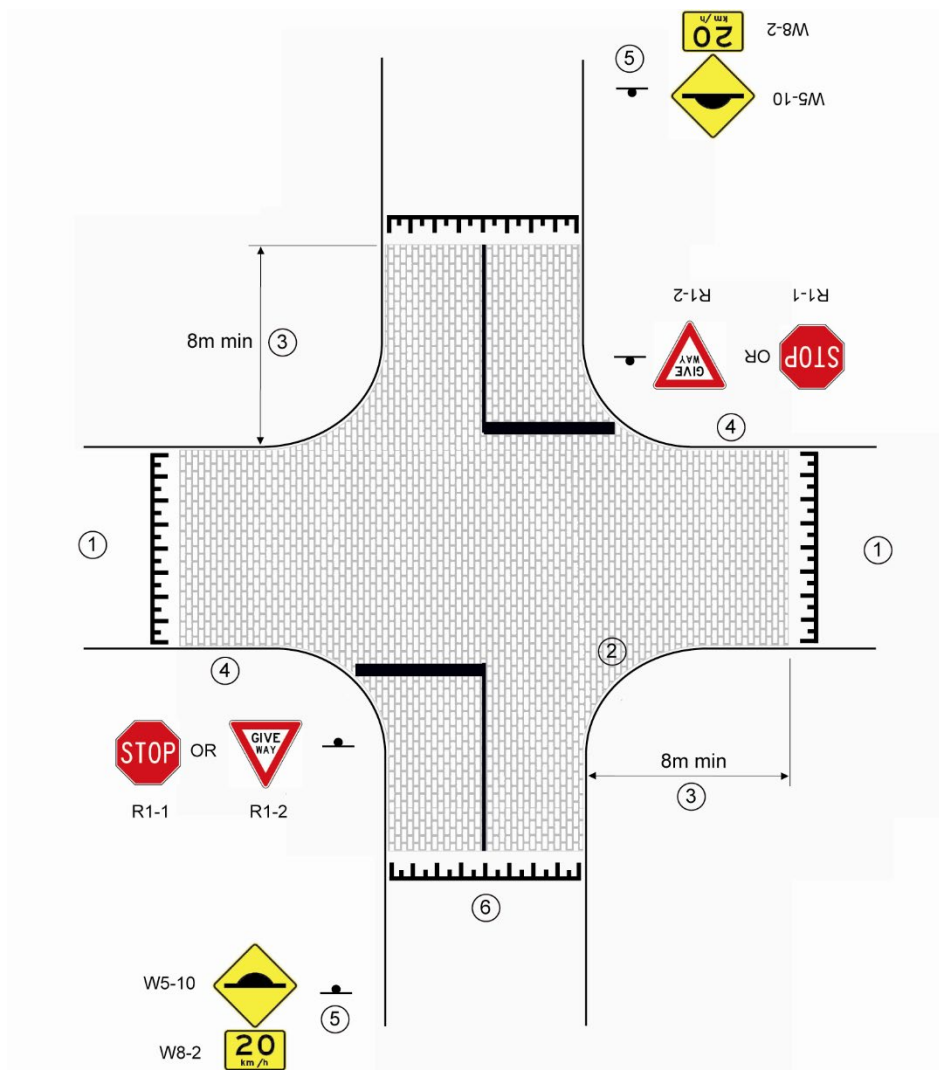 20
km/h
W8-2
5
W5-10
8m min
3
R1-2
R1-1
GIVE
WAY
OR
STOP
4
1
1
2
4
STOP
OR
GIVE
WAY
R1-1
R1-2
8m min
3
6
W5-10
5
W8-2
20
km/h